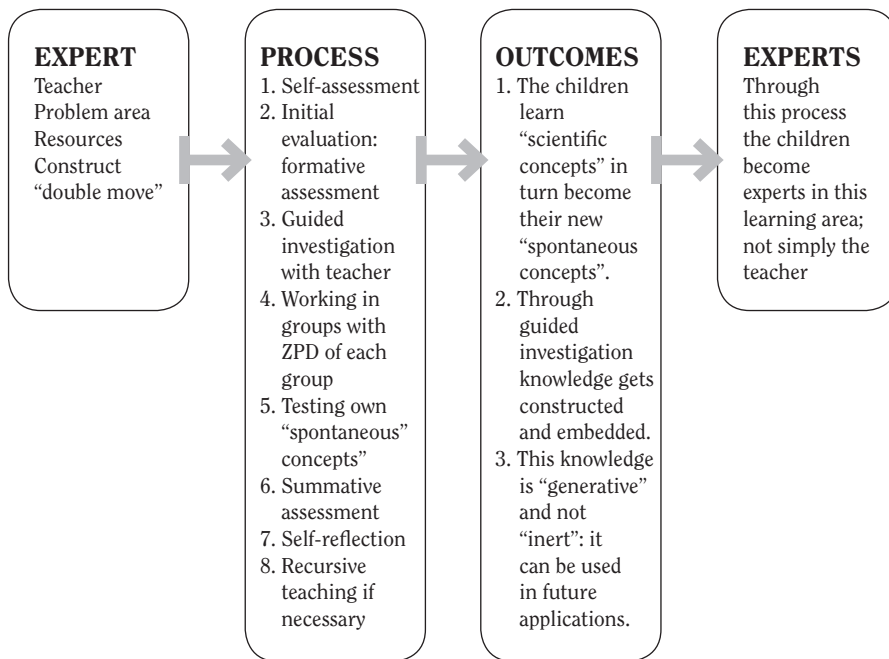 EXPERT
Teacher
Problem area
Resources
Construct
“double move”
PROCESS
1. Self-assessment
2. Initial
evaluation:
formative
assessment
3. Guided
investigation
with teacher
4. Working in
groups with
ZPD of each
group
5. Testing own
“spontaneous”
concepts”
6. Summative
assessment
7. Self-reflection
8. Recursive
teaching if
necessary
OUTCOMES
1. The children
learn
“scientific
concepts” in
turn become
their new
“spontaneous
concepts”.
2. Through
guided
investigation
knowledge gets
constructed
and embedded.
3. This knowledge
is “generative”
and not
“inert”: it
can be used
in future
applications.
EXPERTS
Through
this process
the children
become
experts in this
learning area;
not simply the
teacher